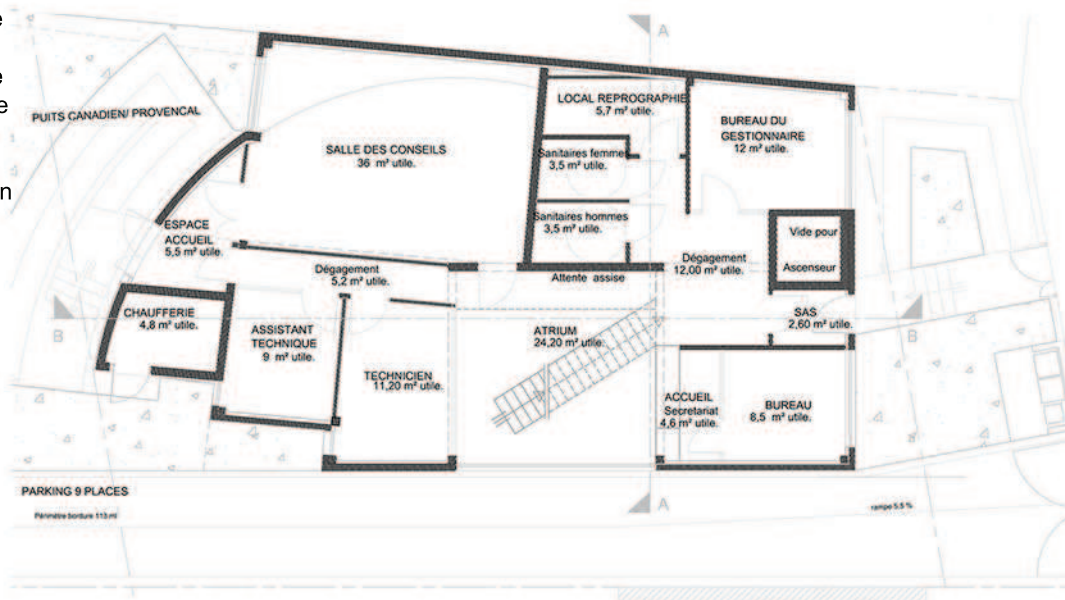 e
e
e
n
A
PUITS CANADIEN/ PROVENCAL
SALLE DES CONSEILS
36 m² utile.
LOCAL REPROGRAPHIE
5,7 m² utile.
BUREAU DU
GESTIONNAIRE
12 m² utile.
Sanitaires femmes
3,5 m² utile.
Sanitaires hommes
3,5 m² utile.
ESPACE
ACCUEIL
5,5 m² utile.
Vide pour
Ascenseur
Dégagement
5,2 m² utile.
Dégagement
12,00 m² utile.
Attente assise
CHAUFFERIE
4,8 m² utile.
SAS
2,60 m² utile.
B
B
ASSISTANT
TECHNIQUE
9 m² utile.
ATRIUM
24,20 m² utile.
TECHNICIEN
11,20 m² utile.
ACCUEIL
Secretariat
4,6 m² utile.
BUREAU
8,5 m² utile.
PARKING 9 PLACES
Périmètre bordure 113 ml
A
rampe 5,5 %